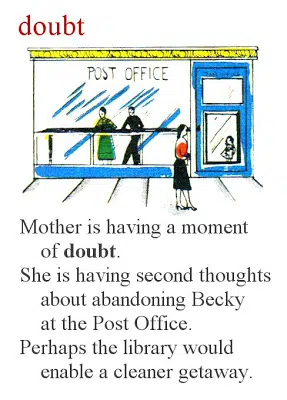 doubt
POST OFFICE
Mother is having a moment
of doubt.
She is having second thoughts
about abandoning Becky
at the Post Office.
Perhaps the library would
enable a cleaner getaway.